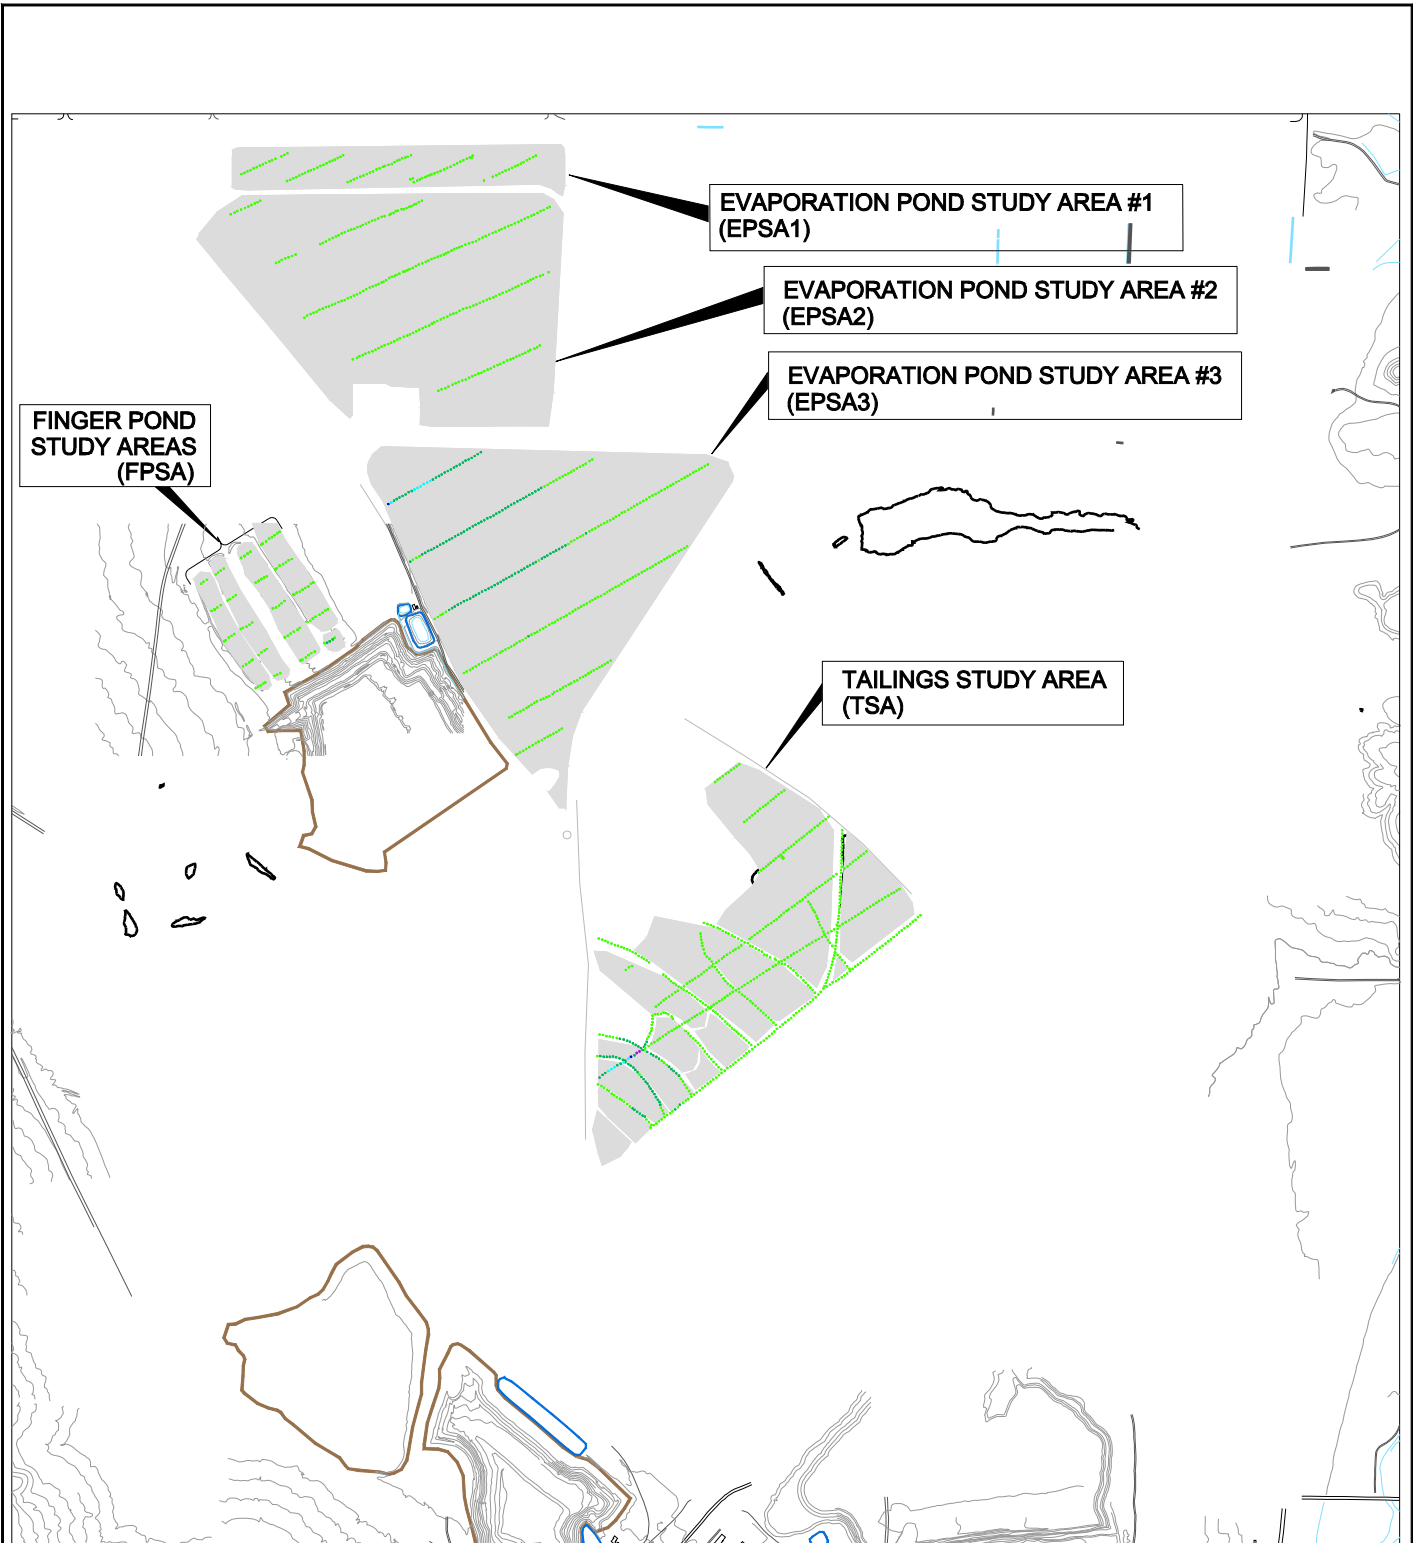 EVAPORATION POND STUDY AREA #1
(EPSA1)
EVAPORATION POND STUDY AREA #2
(EPSA2)
EVAPORATION POND STUDY AREA #3
(EPSA3)
FINGER POND
STUDY AREAS
(FPSA)
TAILINGS STUDY AREA
(TSA)